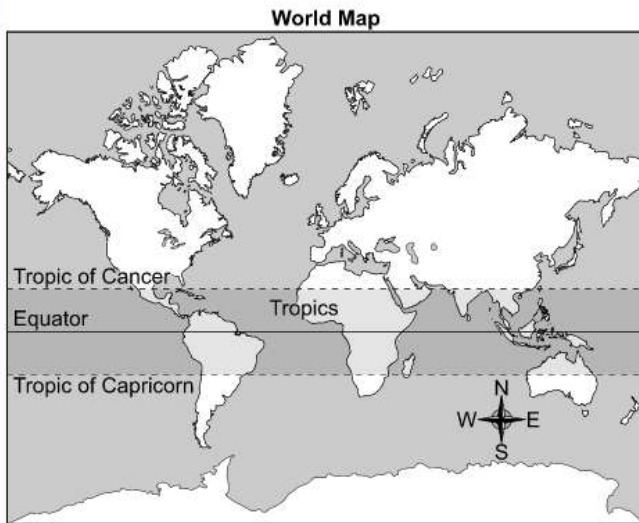 World Map
Tropic of Cancer
Tropics
Equator
Tropic of Capricorn
N
W E
S